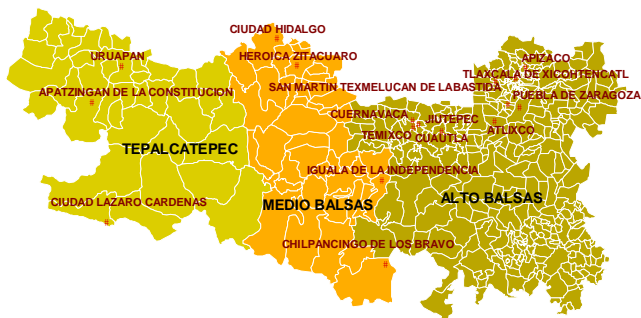 CIUDAD HIDALGO
URUAPAN
HEROICA ZITACUARO
APIZACO
TLAXCALA DE XICOHTENCATL
APATZINGAN DE LA CONSTITUCION
SAN MARTIN TEXMELUCAN DE LABASTIDA
PUEBLA DE ZARAGOZA
CUERNAVACA
JIUTEPEC
ATLIXCO
TEMIXCO
CUAUTLA
TEPALCATEPEC
IGUALA DE LA INDEPENDENCIA
CIUDAD LAZARO CARDENAS
MEDIO BALSAS
ALTO BALSAS
CHILPANCINGO DE LOS BRAVO